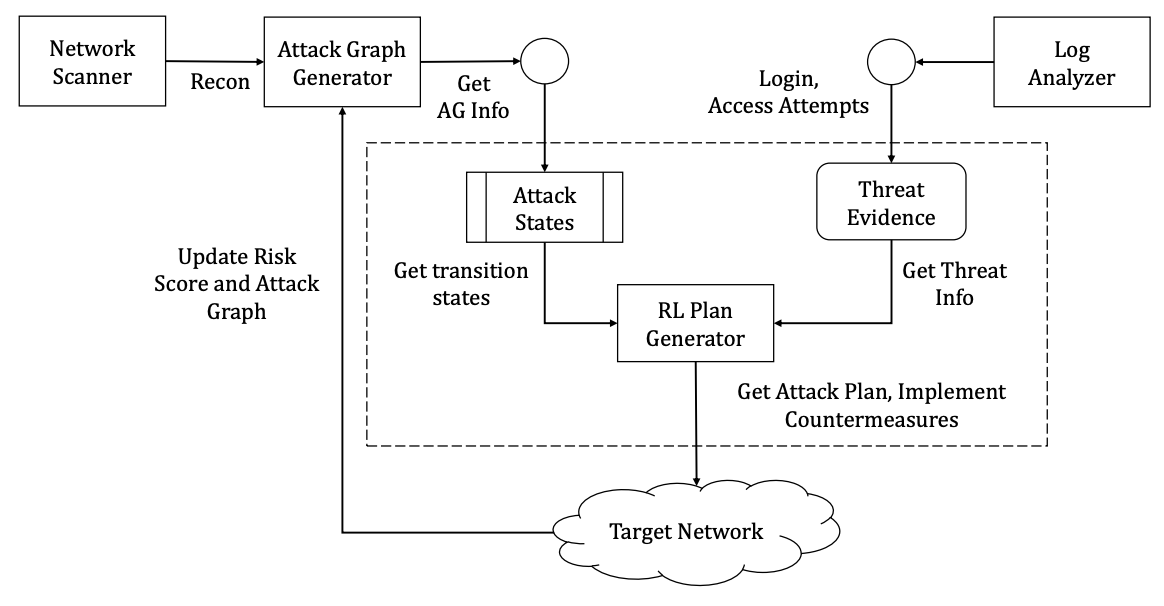 Network
Scanner
Recon
Attack Graph
Generator
Get
AG Info
Login,
Access Attempts
Log
Analyzer
Attack
States
Threat
Evidence
Update Risk
Score and Attack
Graph
Get transition
states
RL Plan
Generator
Get Threat
Info
Get Attack Plan, Implement
Countermeasures
Target Network